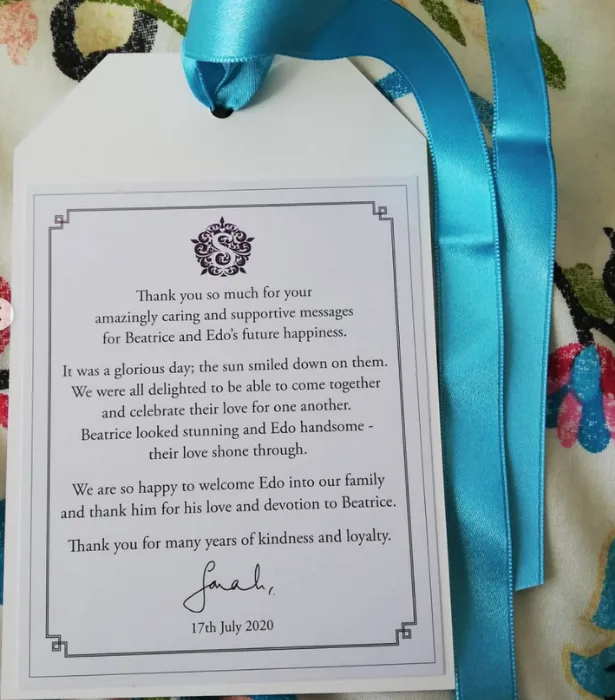 S
Thank you so much for your
amazingly caring and supportive messages
for Beatrice and Edo's future happiness.
It was a glorious day; the sun smiled down on them.
We were all delighted to be able to come together
and celebrate their love for one another.
Beatrice looked stunning and Edo handsome -
their love shone through.
We are so happy to welcome Edo into our family
and thank him for his love and devotion to Beatrice.
Thank you for many years of kindness and loyalty.
Sarah,
17th July 2020